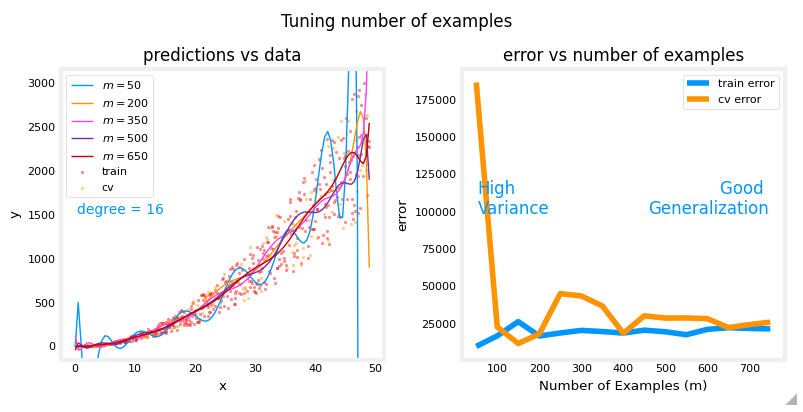 Tuning number of examples
predictions vs data
3000
2500
2000
1500
1000
500
0
y
m = 50
m = 200
m = 350
m = 500
m = 650
train
cv
degree = 16
0
10
20
30
40
50
x
error vs number of examples
175000
150000
125000
100000
75000
50000
25000
error
train error
cv error
High
Variance
Good
Generalization
100
200
300
400
500
600
700
Number of Examples (m)